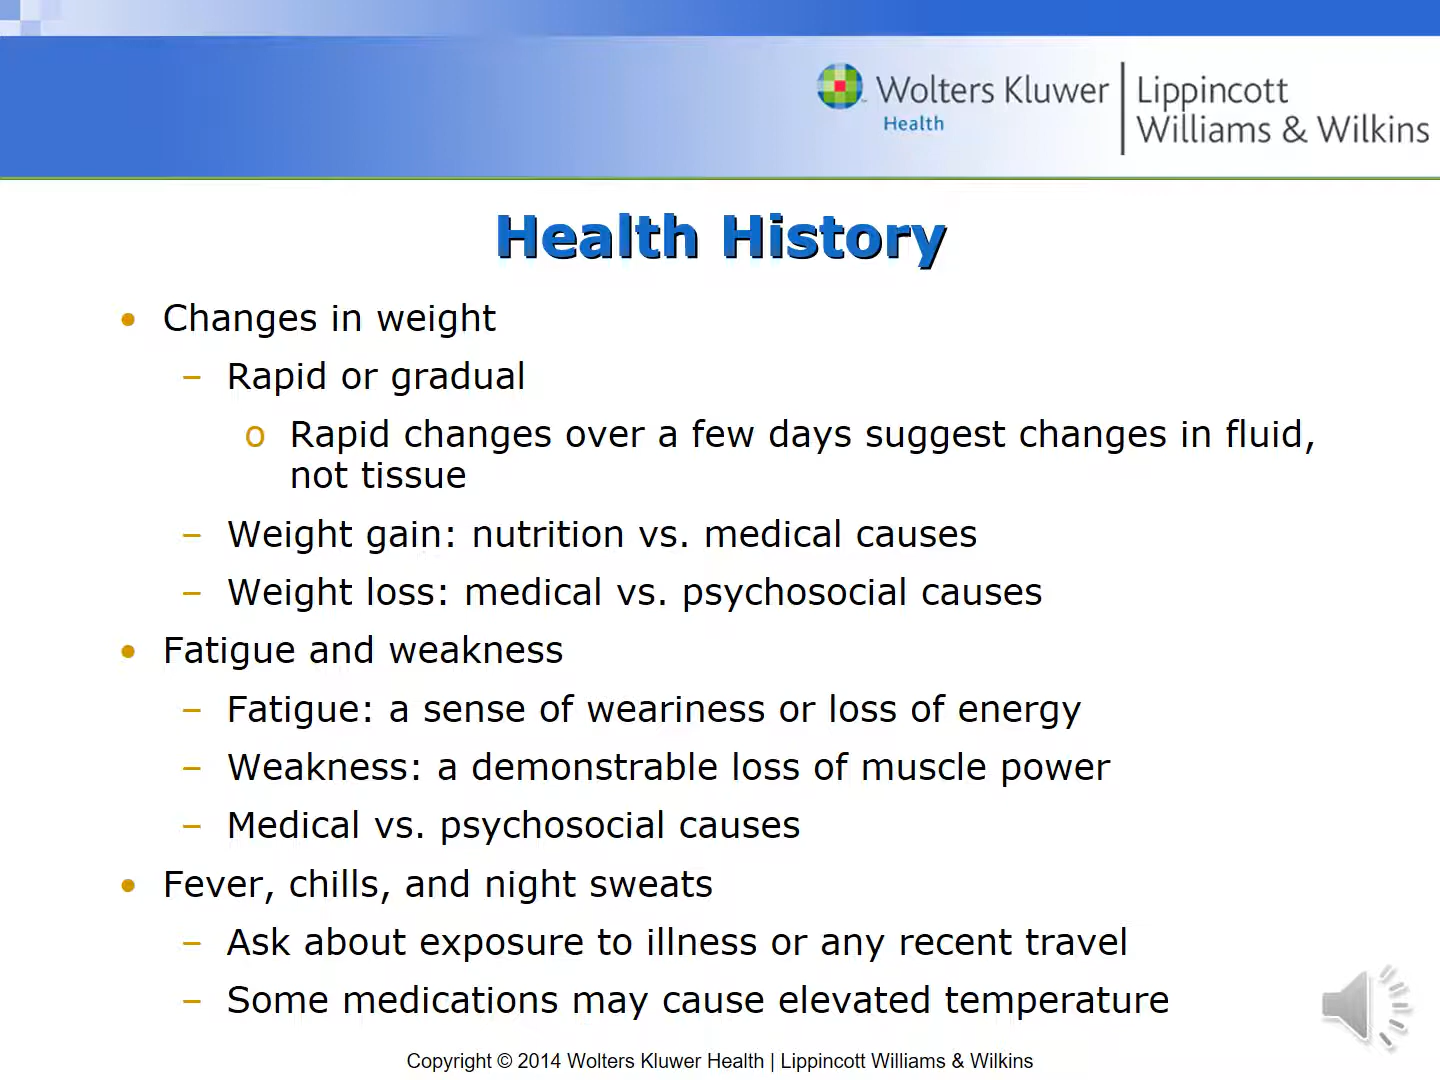 Wolters Kluwer
Health
Lippincott
Williams & Wilkins
Health History
• Changes in weight
– Rapid or gradual
o Rapid changes over a few days suggest changes in fluid,
not tissue
– Weight gain: nutrition vs. medical causes
– Weight loss: medical vs. psychosocial causes
• Fatigue and weakness
– Fatigue: a sense of weariness or loss of energy
– Weakness: a demonstrable loss of muscle power
– Medical vs. psychosocial causes
• Fever, chills, and night sweats
– Ask about exposure to illness or any recent travel
– Some medications may cause elevated temperature
Copyright © 2014 Wolters Kluwer Health | Lippincott Williams & Wilkins